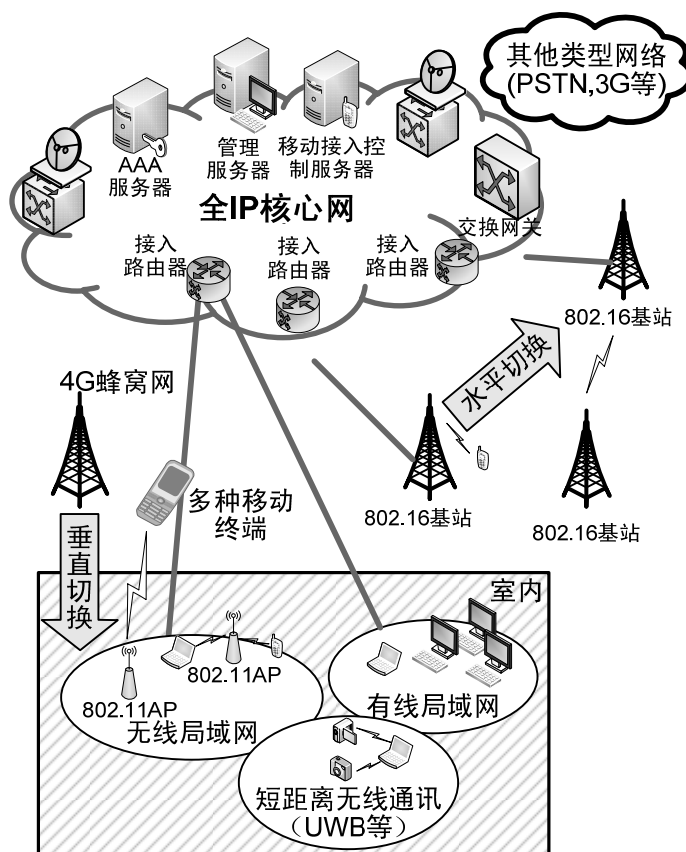 其他类型网络
(PSTN,3G等)
AAA
服务器
管理
服务器
移动接入控
制服务器
全IP核心网
交换网关
接入
路由器
接入
路由器
接入
路由器
802.16基站
4G蜂窝网
水平切换
多种移动
终端
802.16基站
802.16基站
垂直切换
室内
802.11AP
802.11AP
无线局域网
有线局域网
短距离无线通讯
（UWB等）